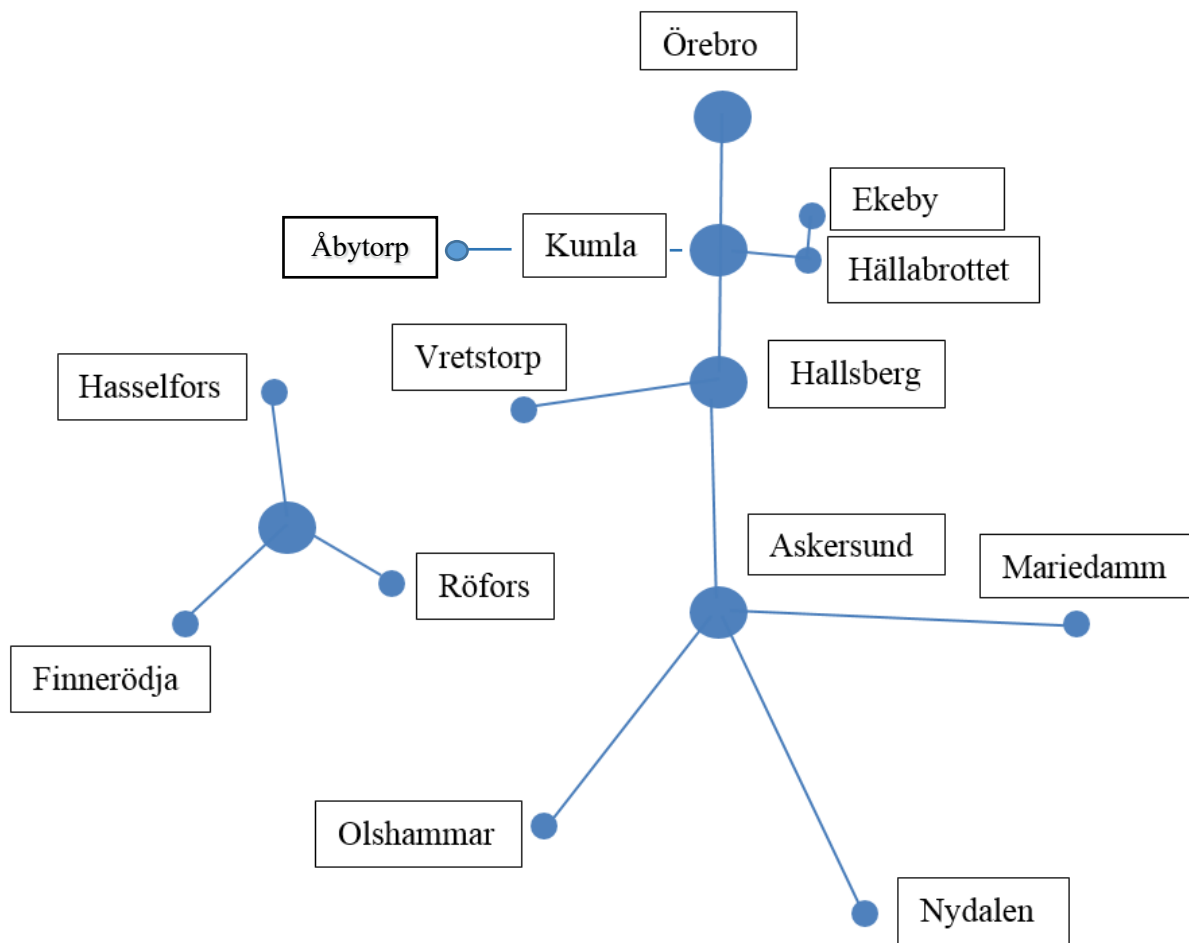 Örebro
Ekeby
Åbytorp
Kumla
Hällabrottet
Vretstorp
Hallsberg
Hasselfors
Askersund
Mariedamm
Röfors
Finnerödja
Olshammar
Nydalen